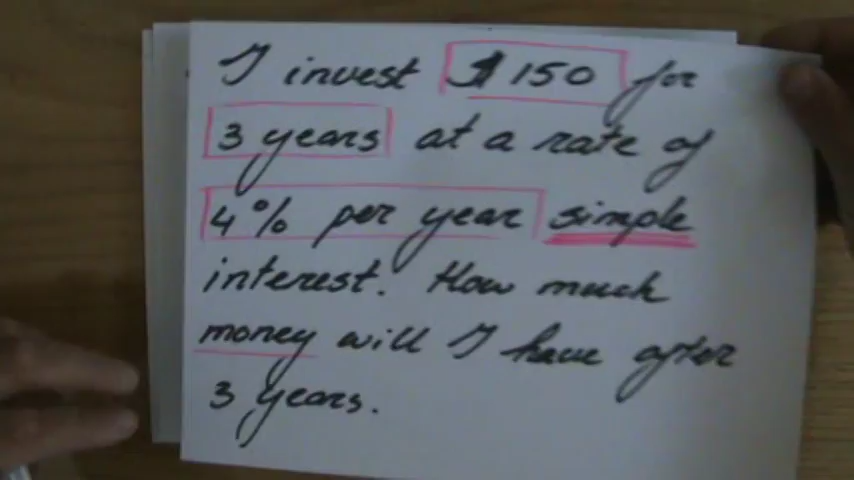 I invest $150 for
3 years at a rate of
4% per year simple
interest. How much
money will I have after
3 years.